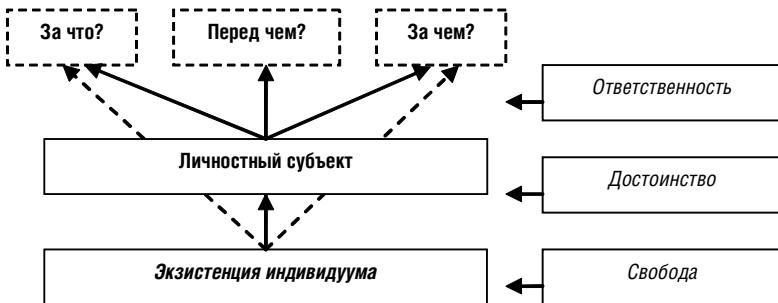 За что?
Перед чем?
За чем?
Ответственность
Личностный субъект
Достоинство
Экзистенция индивидуума
Свобода